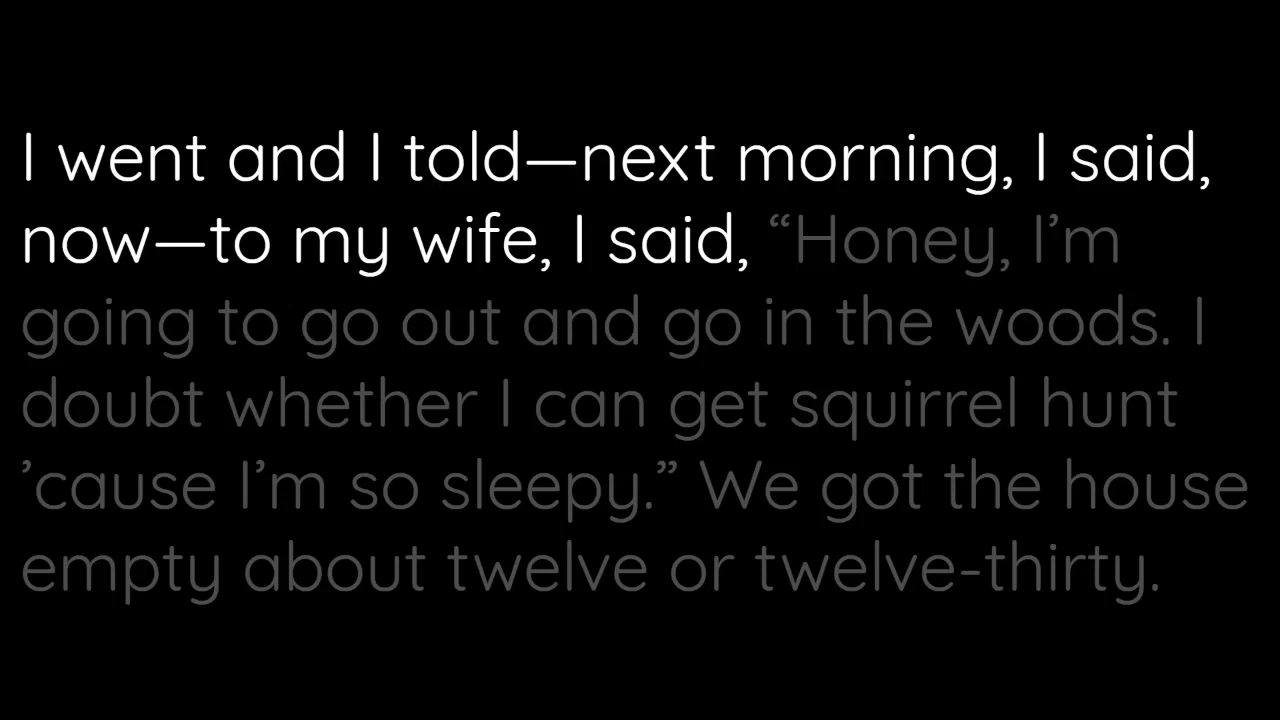 I went and I told—next morning, I said,
now—to my wife, I said, “Honey, I’m
going to go out and go in the woods. I
doubt whether I can get squirrel hunt
’cause I’m so sleepy.” We got the house
empty about twelve or twelve-thirty.